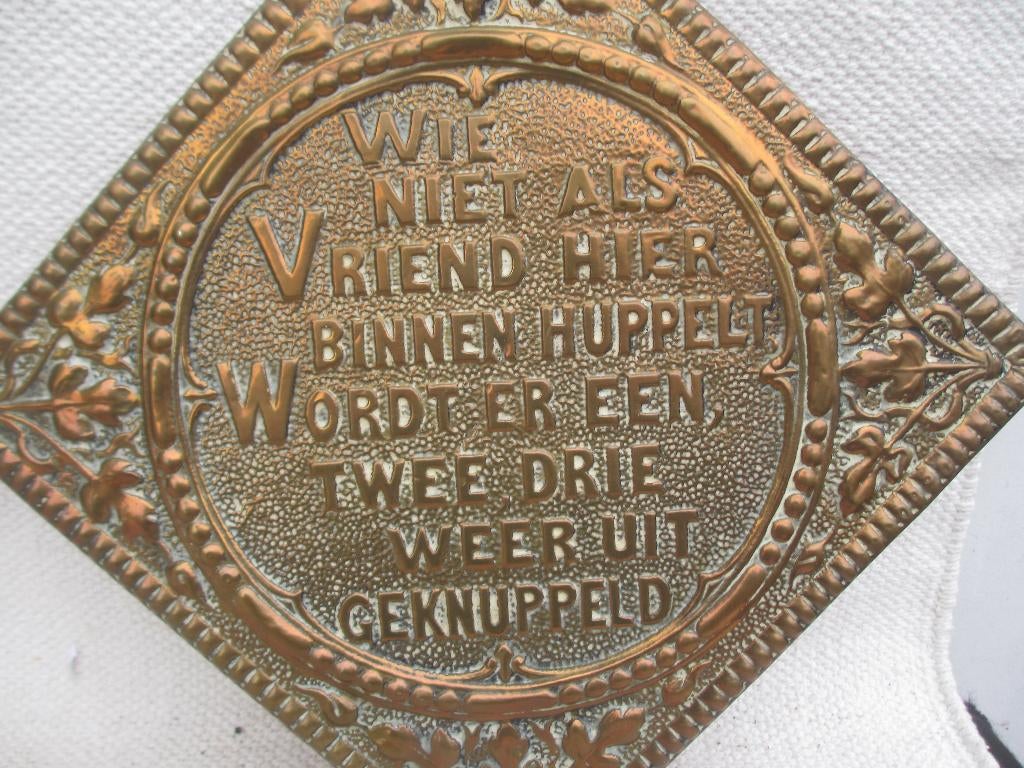 WIE
NIET ALS
VRIEND HIER
BINNEN HUPPELT,
WORDT ER EEN,
TWEE, DRIE
WEER UIT
GEKNUPPELD